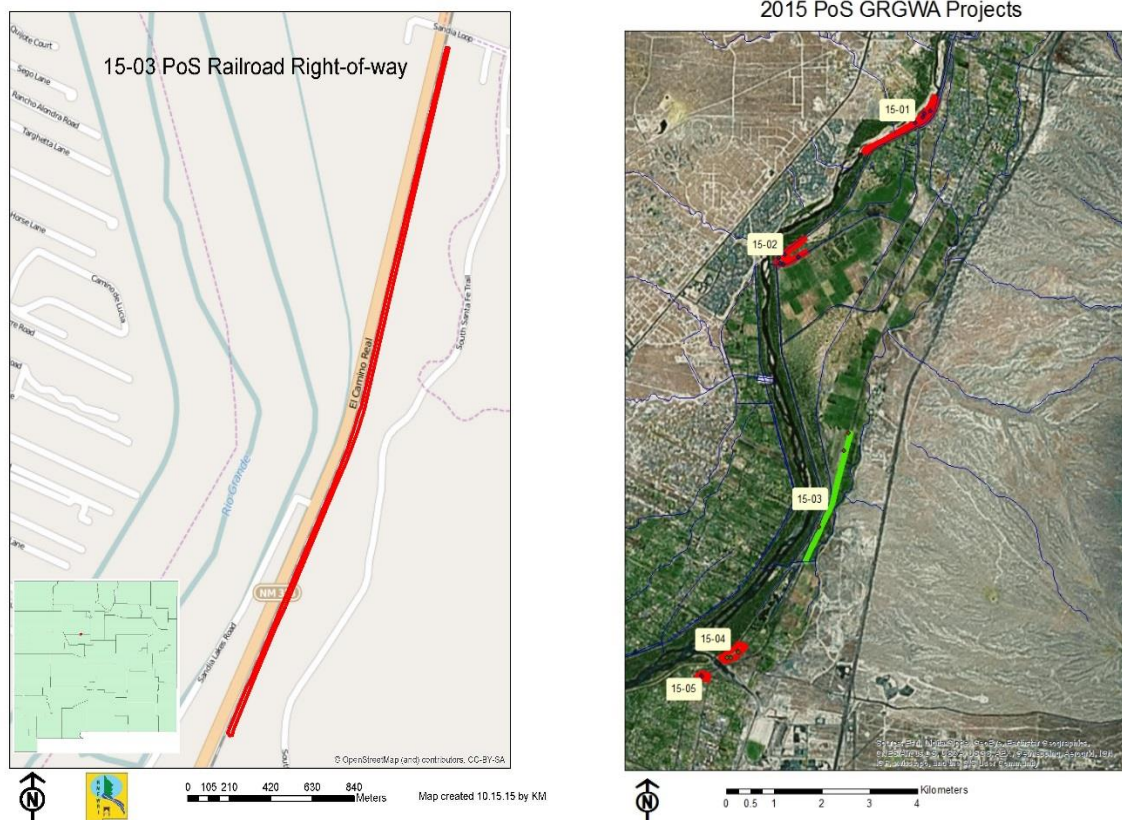 15-03 PoS Railroad Right-of-way
Sandia Loop
Quijote Court
Sego Lane
Rancho Alondra Road
Targhetta Lane
Horse Lane
Camino de Lucia
Road
Lane
El Camino Real
South Santa Fe Trail
Rio Grande
NM
Sandia Lakes Road
South
© OpenStreetMap (and) contributors, CC-BY-SA
N
0 105 210 420 630 840
Meters
Map created 10.15.15 by KM
2015 PoS GRGWA Projects
15-01
15-02
15-03
15-04
15-05
N
0 0.5 1 2 3 4
Kilometers